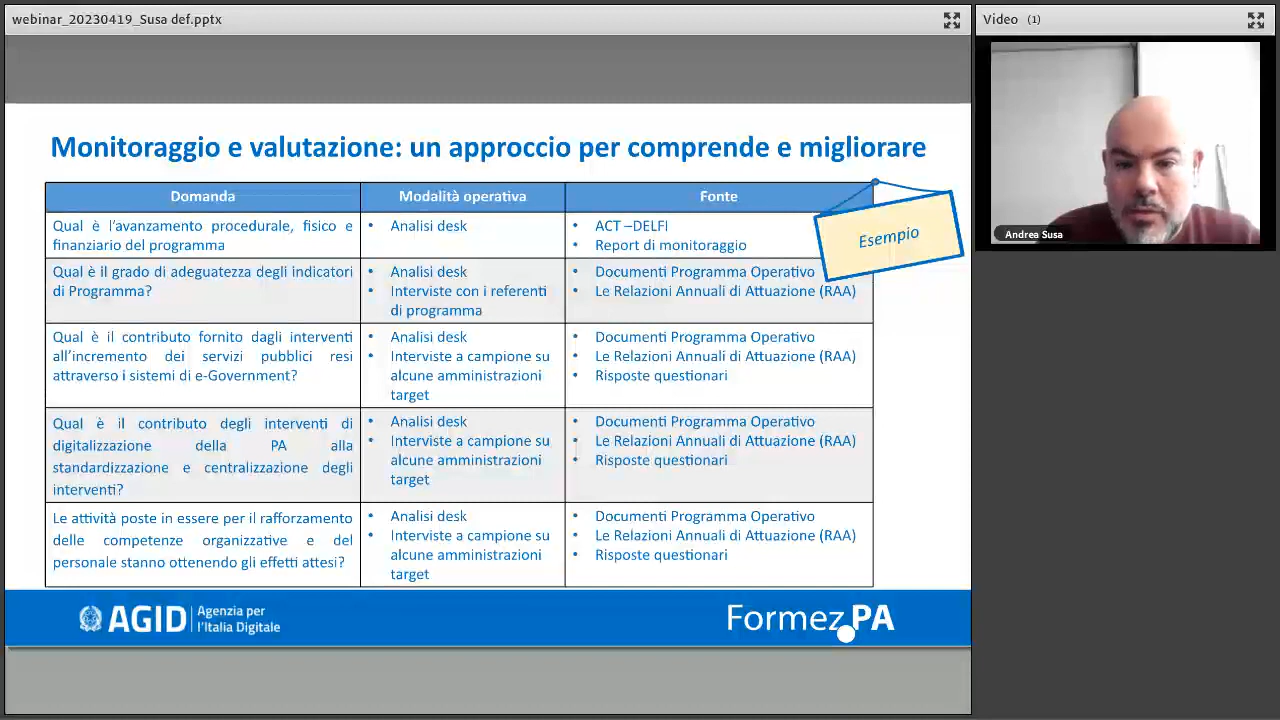 webinar_20230419_Susa def.pptx
Video (1)
Andrea Susa
Monitoraggio e valutazione: un approccio per comprende e migliorare
Domanda
Modalità operativa
Fonte
Esempio
Qual è l'avanzamento procedurale, fisico e
finanziario del programma
• Analisi desk
• ACT –DELFI
• Report di monitoraggio
Qual è il grado di adeguatezza degli indicatori
di Programma?
• Analisi desk
• Interviste con i referenti
di programma
• Documenti Programma Operativo
• Le Relazioni Annuali di Attuazione (RAA)
Qual è il contributo fornito dagli interventi
all'incremento dei servizi pubblici resi
attraverso i sistemi di e-Government?
• Analisi desk
• Interviste a campione su
alcune amministrazioni
target
• Documenti Programma Operativo
• Le Relazioni Annuali di Attuazione (RAA)
• Risposte questionari
Qual è il contributo degli interventi di
digitalizzazione della PA alla
standardizzazione e centralizzazione degli
interventi?
• Analisi desk
• Interviste a campione su
alcune amministrazioni
target
• Documenti Programma Operativo
• Le Relazioni Annuali di Attuazione (RAA)
• Risposte questionari
Le attività poste in essere per il rafforzamento
delle competenze organizzative e del
personale stanno ottenendo gli effetti attesi?
• Analisi desk
• Interviste a campione su
alcune amministrazioni
target
• Documenti Programma Operativo
• Le Relazioni Annuali di Attuazione (RAA)
• Risposte questionari
AGID
Agenzia per
l'Italia Digitale
Formez PA